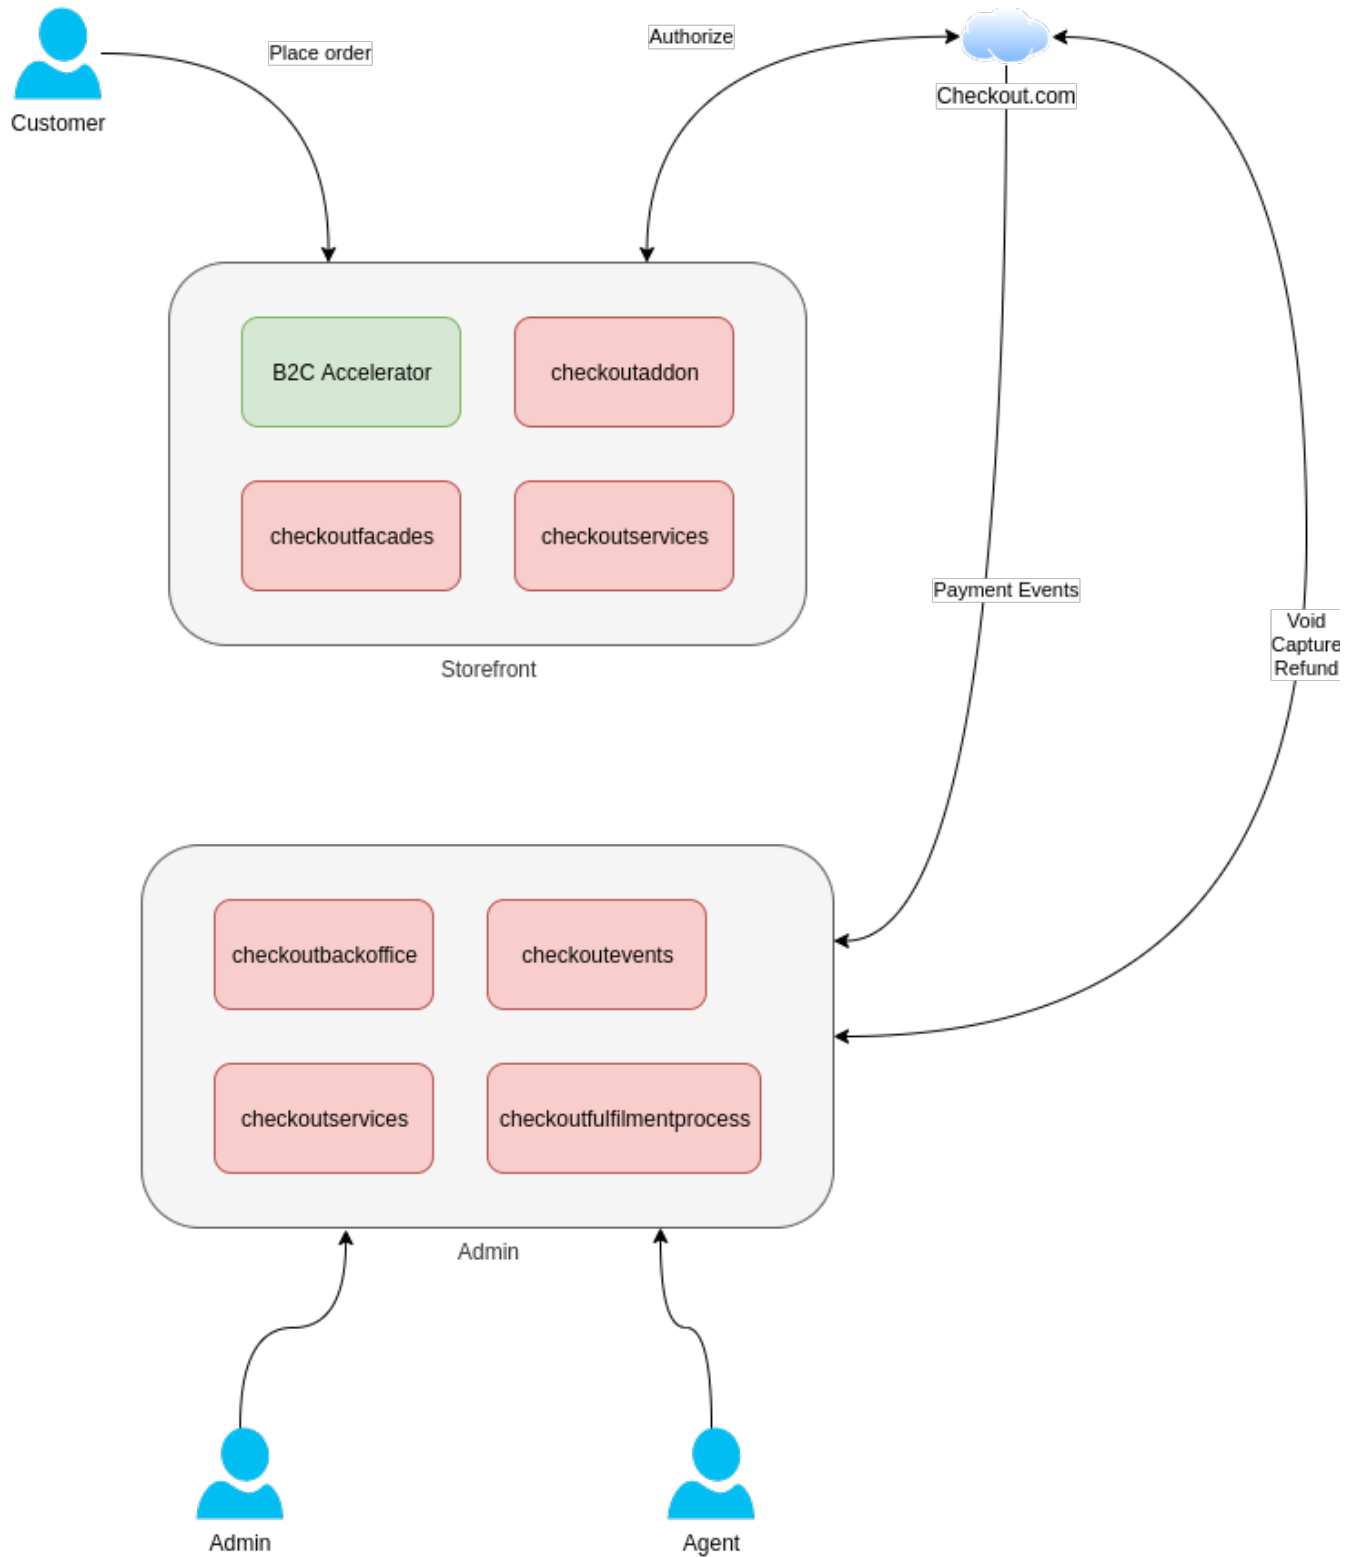 Place order
Authorize
Customer
Checkout.com
B2C Accelerator
checkoutaddon
checkoutfacades
checkoutservices
Payment Events
Void
Capture
Refund
Storefront
checkoutbackoffice
checkoutevents
checkoutservices
checkoutfulfilmentprocess
Admin
Admin
Agent